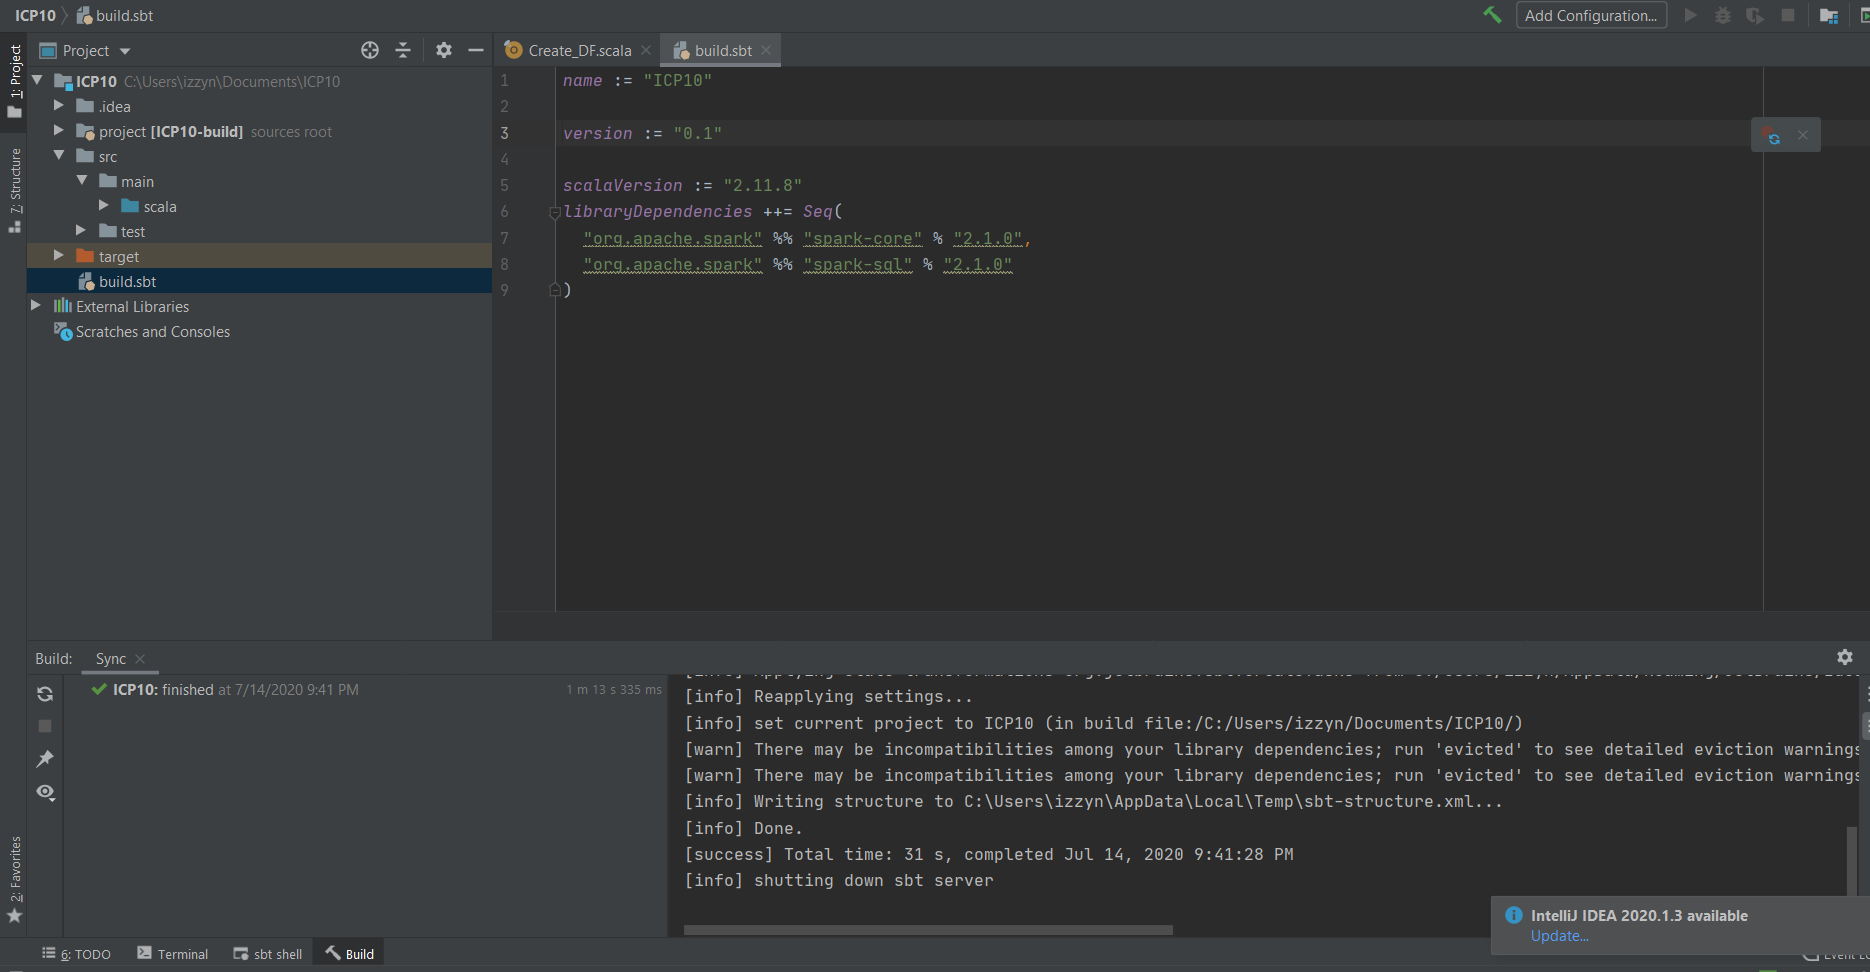 ICP10 build.sbt
Add Configuration...
1: Project
Project
Create_DF.scala
build.sbt
ICP10 C:\Users\izzyn\Documents\ICP10
.idea
project [ICP10-build] sources root
src
main
scala
test
target
build.sbt
External Libraries
Scratches and Consoles
7: Structure
2: Favorites
1 name := "ICP10"
2
3 version := "0.1"
4
5 scalaVersion := "2.11.8"
6 libraryDependencies ++= Seq(
7 "org.apache.spark" %% "spark-core" % "2.1.0",
8 "org.apache.spark" %% "spark-sql" % "2.1.0"
9 )
Build: Sync
ICP10: finished at 7/14/2020 9:41 PM 1 m 13 s 335 ms
[info] Reapplying settings...
[info] set current project to ICP10 (in build file:/C:/Users/izzyn/Documents/ICP10/)
[warn] There may be incompatibilities among your library dependencies; run 'evicted' to see detailed eviction warnings
[warn] There may be incompatibilities among your library dependencies; run 'evicted' to see detailed eviction warnings
[info] Writing structure to C:\Users\izzyn\AppData\Local\Temp\sbt-structure.xml...
[info] Done.
[success] Total time: 31 s, completed Jul 14, 2020 9:41:28 PM
[info] shutting down sbt server
IntelliJ IDEA 2020.1.3 available
Update...
6: TODO
Terminal
sbt shell
Build